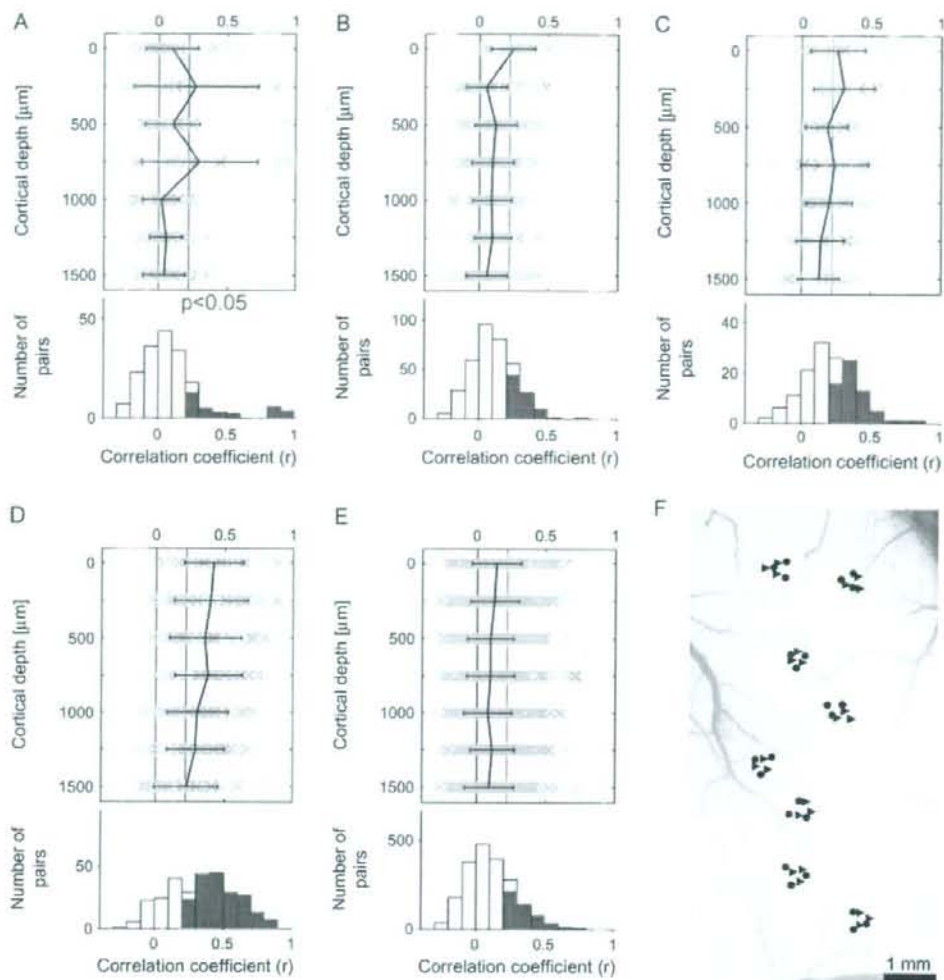 A
0 0.5 1
0
500
1000
1500
Cortical depth [μm]
p<0.05
50
0
Number of
pairs
0 0.5 1
Correlation coefficient (r)
B
0 0.5 1
0
500
1000
1500
Cortical depth [μm]
100
50
0
Number of
pairs
0 0.5 1
Correlation coefficient (r)
C
0 0.5 1
0
500
1000
1500
Cortical depth [μm]
40
20
0
Number of
pairs
0 0.5 1
Correlation coefficient (r)
D
0 0.5 1
0
500
1000
1500
Cortical depth [μm]
50
0
Number of
pairs
0 0.5 1
Correlation coefficient (r)
E
0 0.5 1
0
500
1000
1500
Cortical depth [μm]
500
0
Number of
pairs
0 0.5 1
Correlation coefficient (r)
F
1 mm